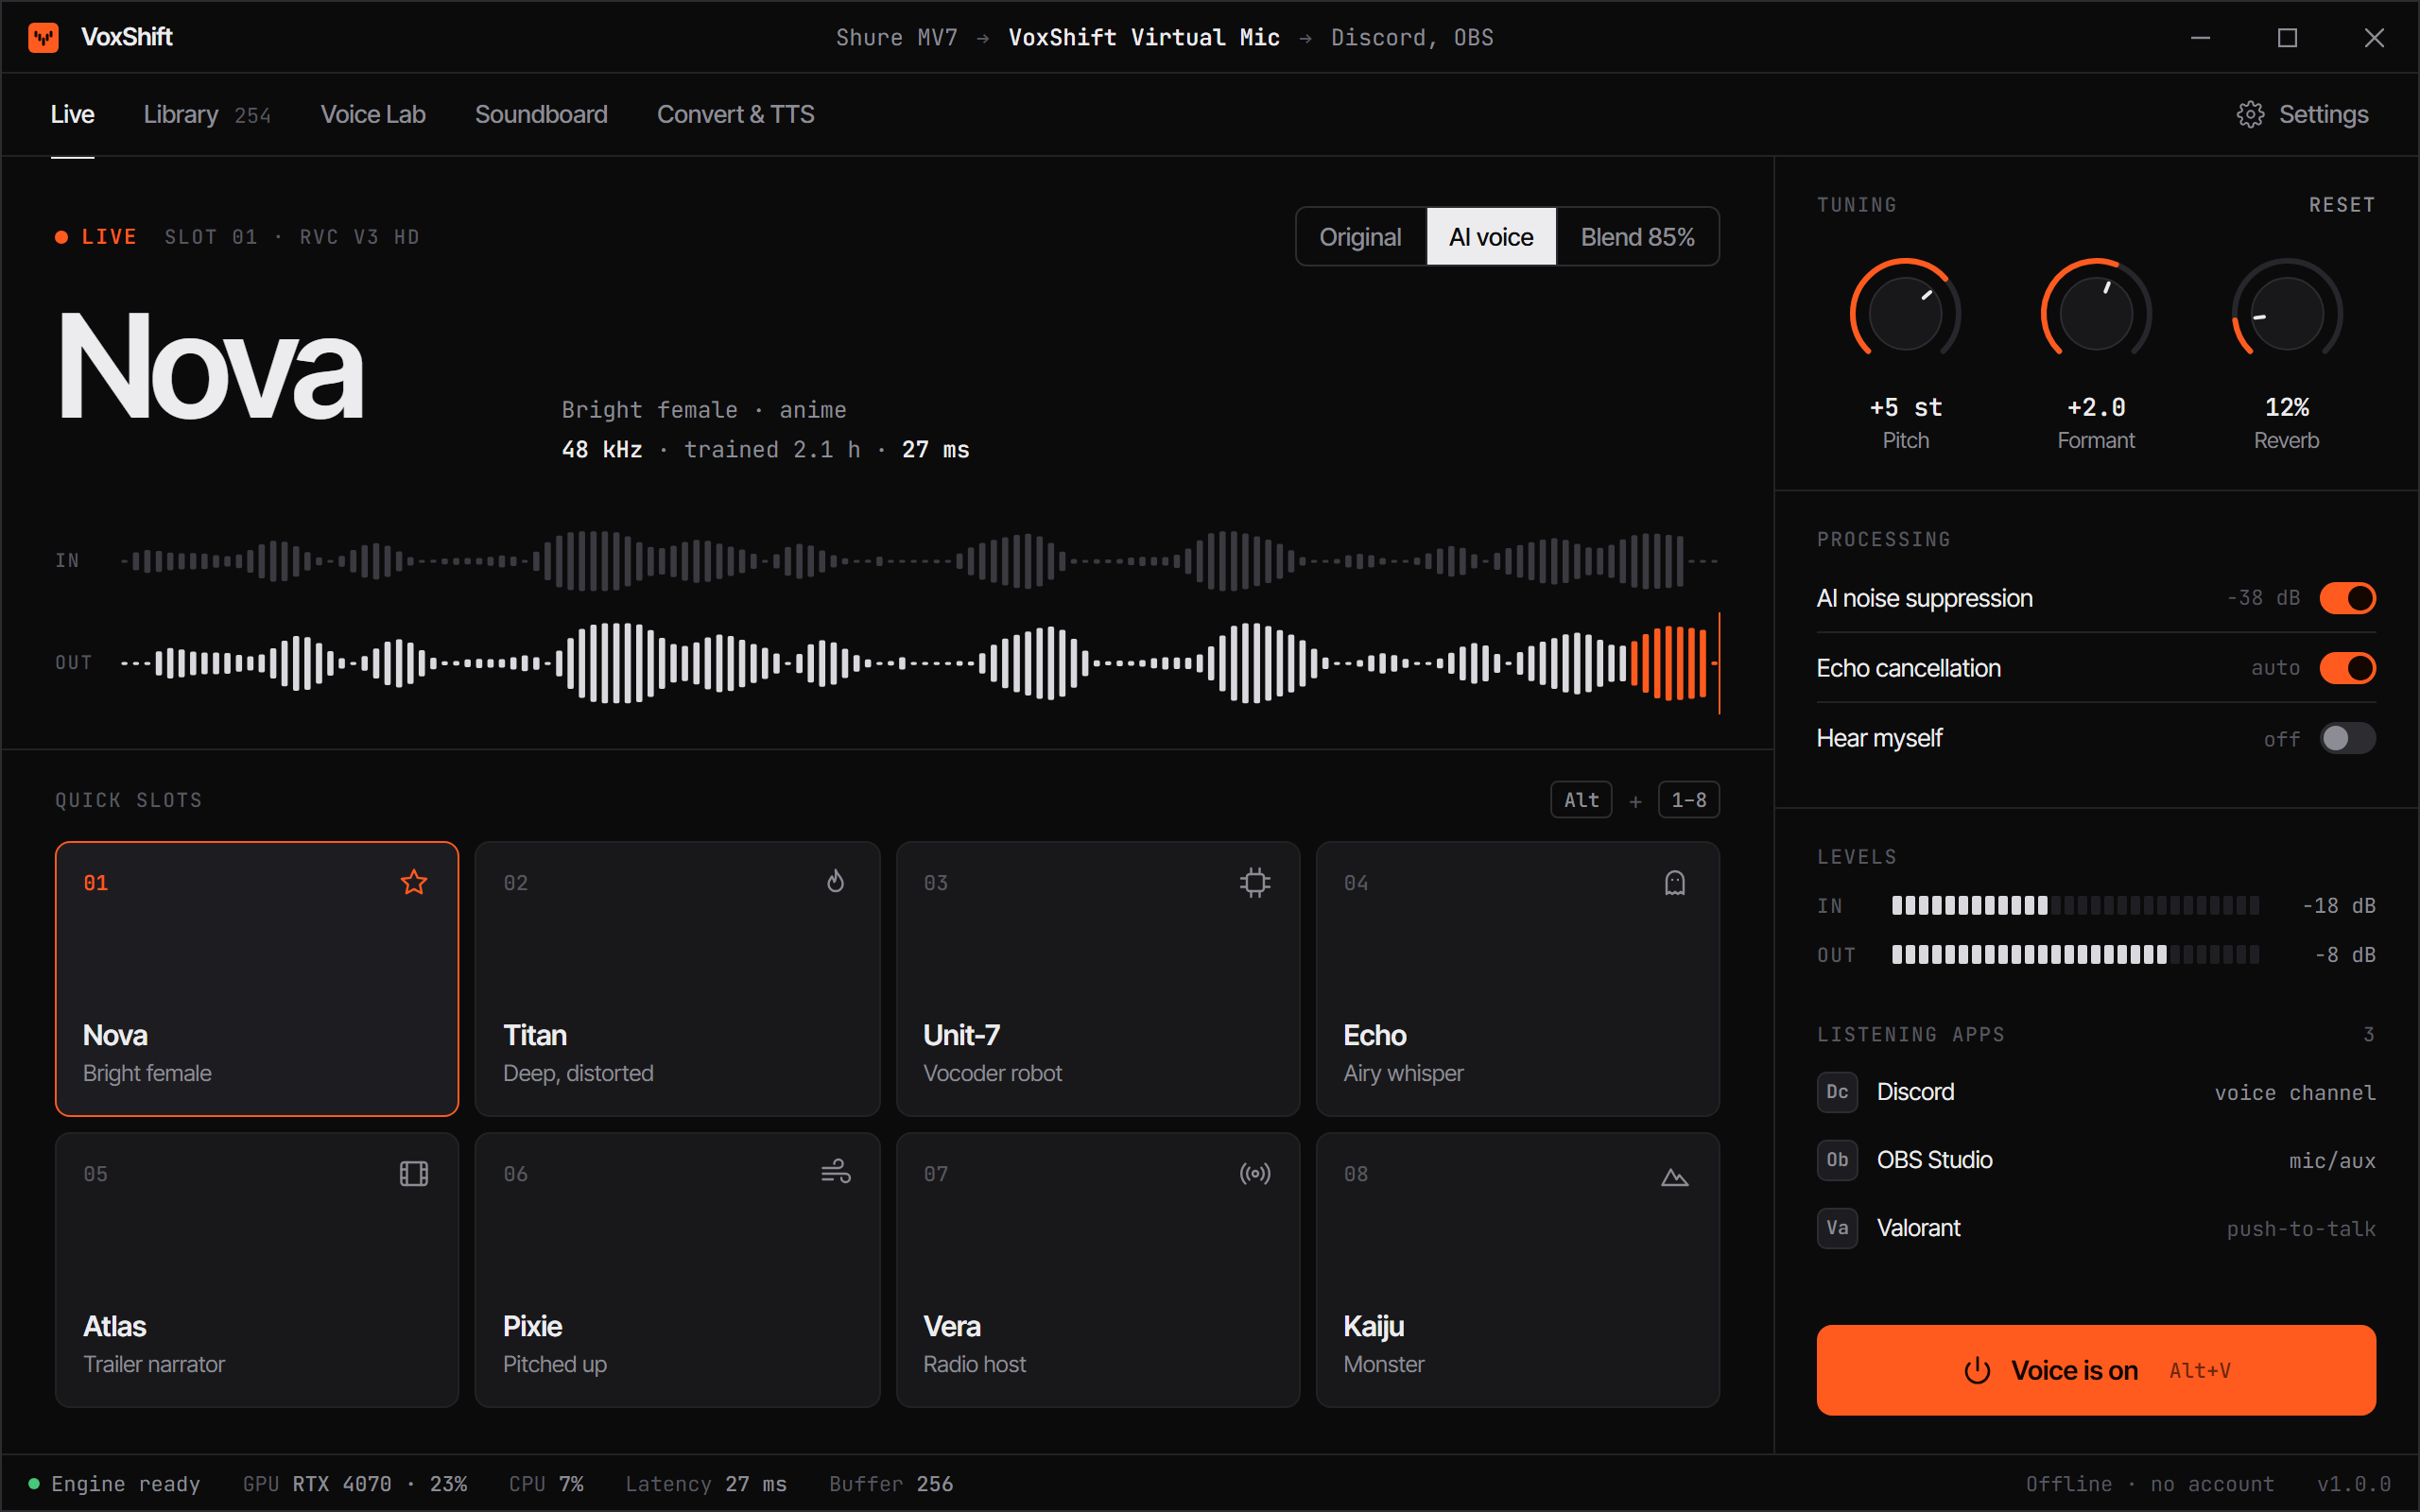 VoxShift
Shure MV7 → VoxShift Virtual Mic → Discord, OBS
Live Library 254 Voice Lab Soundboard Convert & TTS Settings
LIVE SLOT 01 · RVC V3 HD
Original AI voice Blend 85%
Nova
Bright female · anime
48 kHz · trained 2.1 h · 27 ms
IN
OUT
QUICK SLOTS Alt + 1–8
01
Nova
Bright female
02
Titan
Deep, distorted
03
Unit-7
Vocoder robot
04
Echo
Airy whisper
05
Atlas
Trailer narrator
06
Pixie
Pitched up
07
Vera
Radio host
08
Kaiju
Monster
TUNING RESET
+5 st +2.0 12%
Pitch Formant Reverb
PROCESSING
AI noise suppression -38 dB
Echo cancellation auto
Hear myself off
LEVELS
IN -18 dB
OUT -8 dB
LISTENING APPS 3
Dc Discord voice channel
Ob OBS Studio mic/aux
Va Valorant push-to-talk
Voice is on Alt+V
Engine ready GPU RTX 4070 · 23% CPU 7% Latency 27 ms Buffer 256 Offline · no account v1.0.0